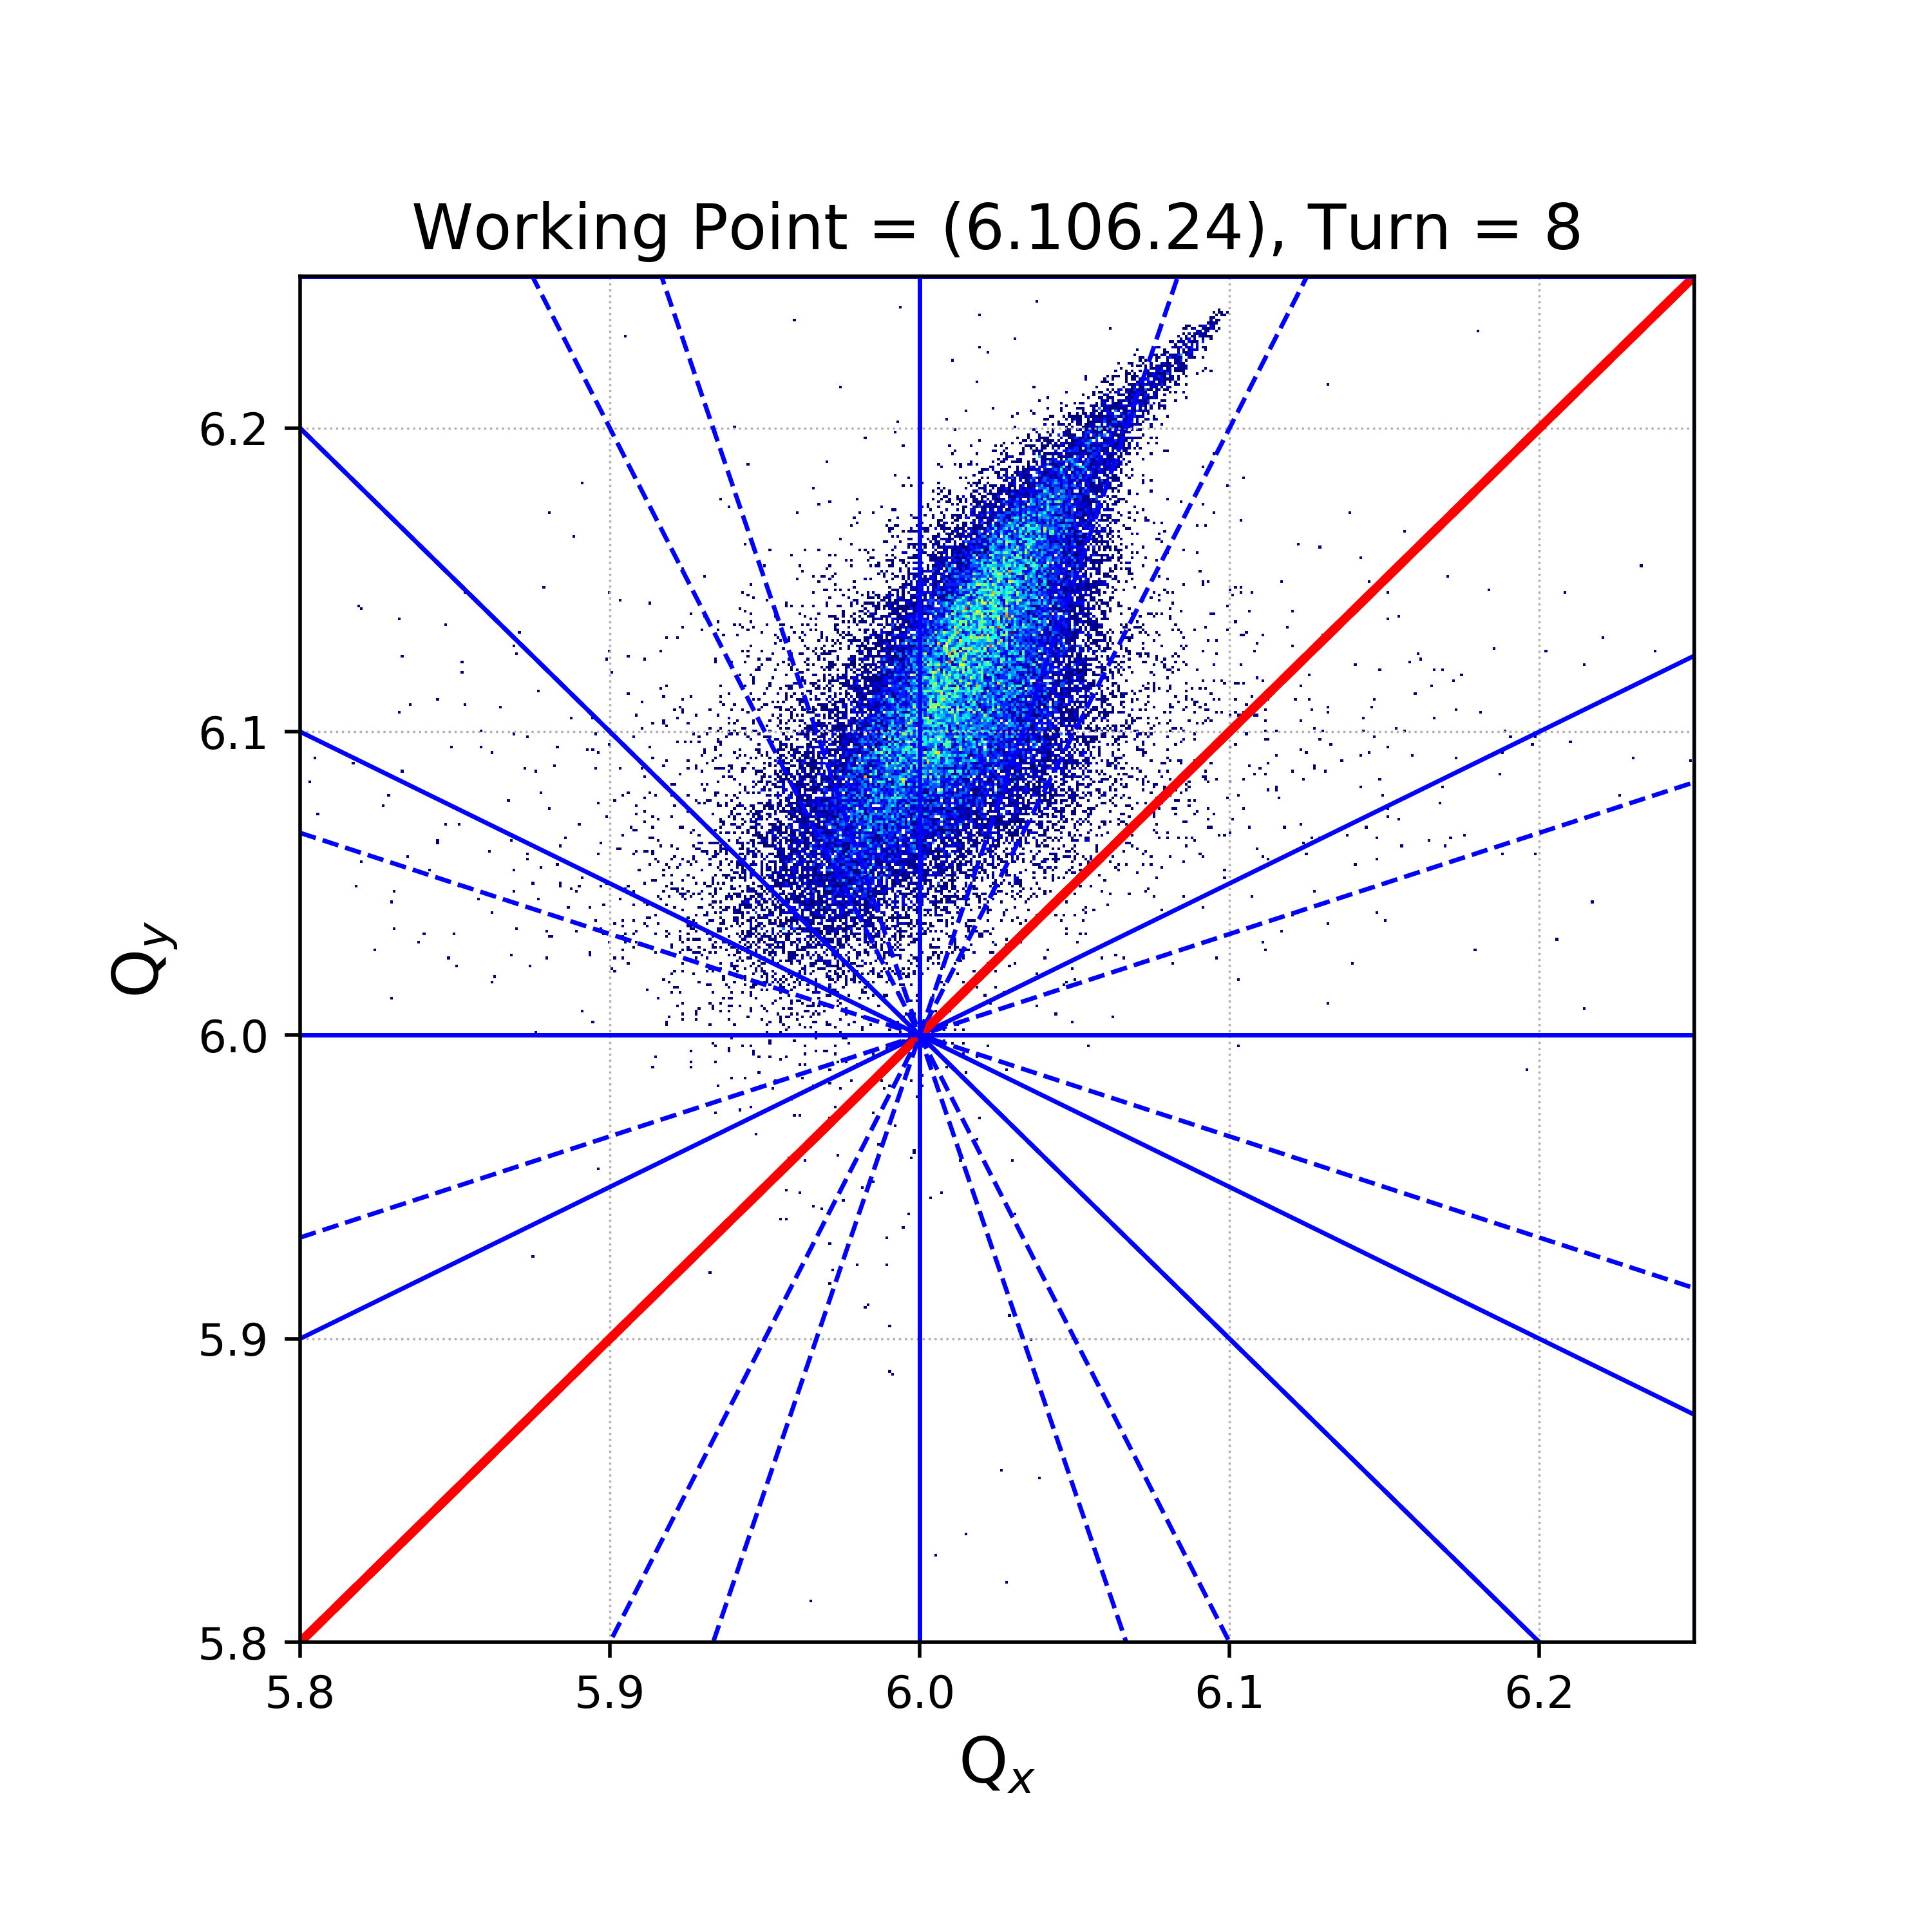 Working Point = (6.106.24), Turn = 8
6.2
6.1
6.0
5.9
5.8
Qy
5.8 5.9 6.0 6.1 6.2
Qx